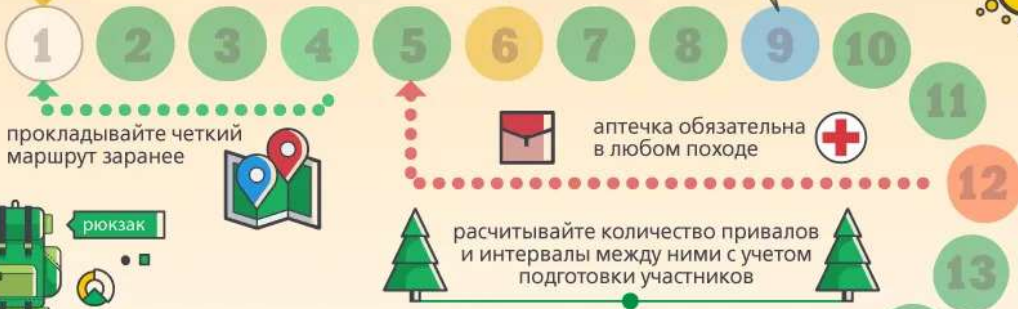 1 2 3 4 5 6 7 8 9 10
11
прокладывайте четкий
маршрут заранее
аптечка обязательна
в любом походе
12
рюкзак
расчитывайте количество привалов
и интервалы между ними с учетом
подготовки участников
13